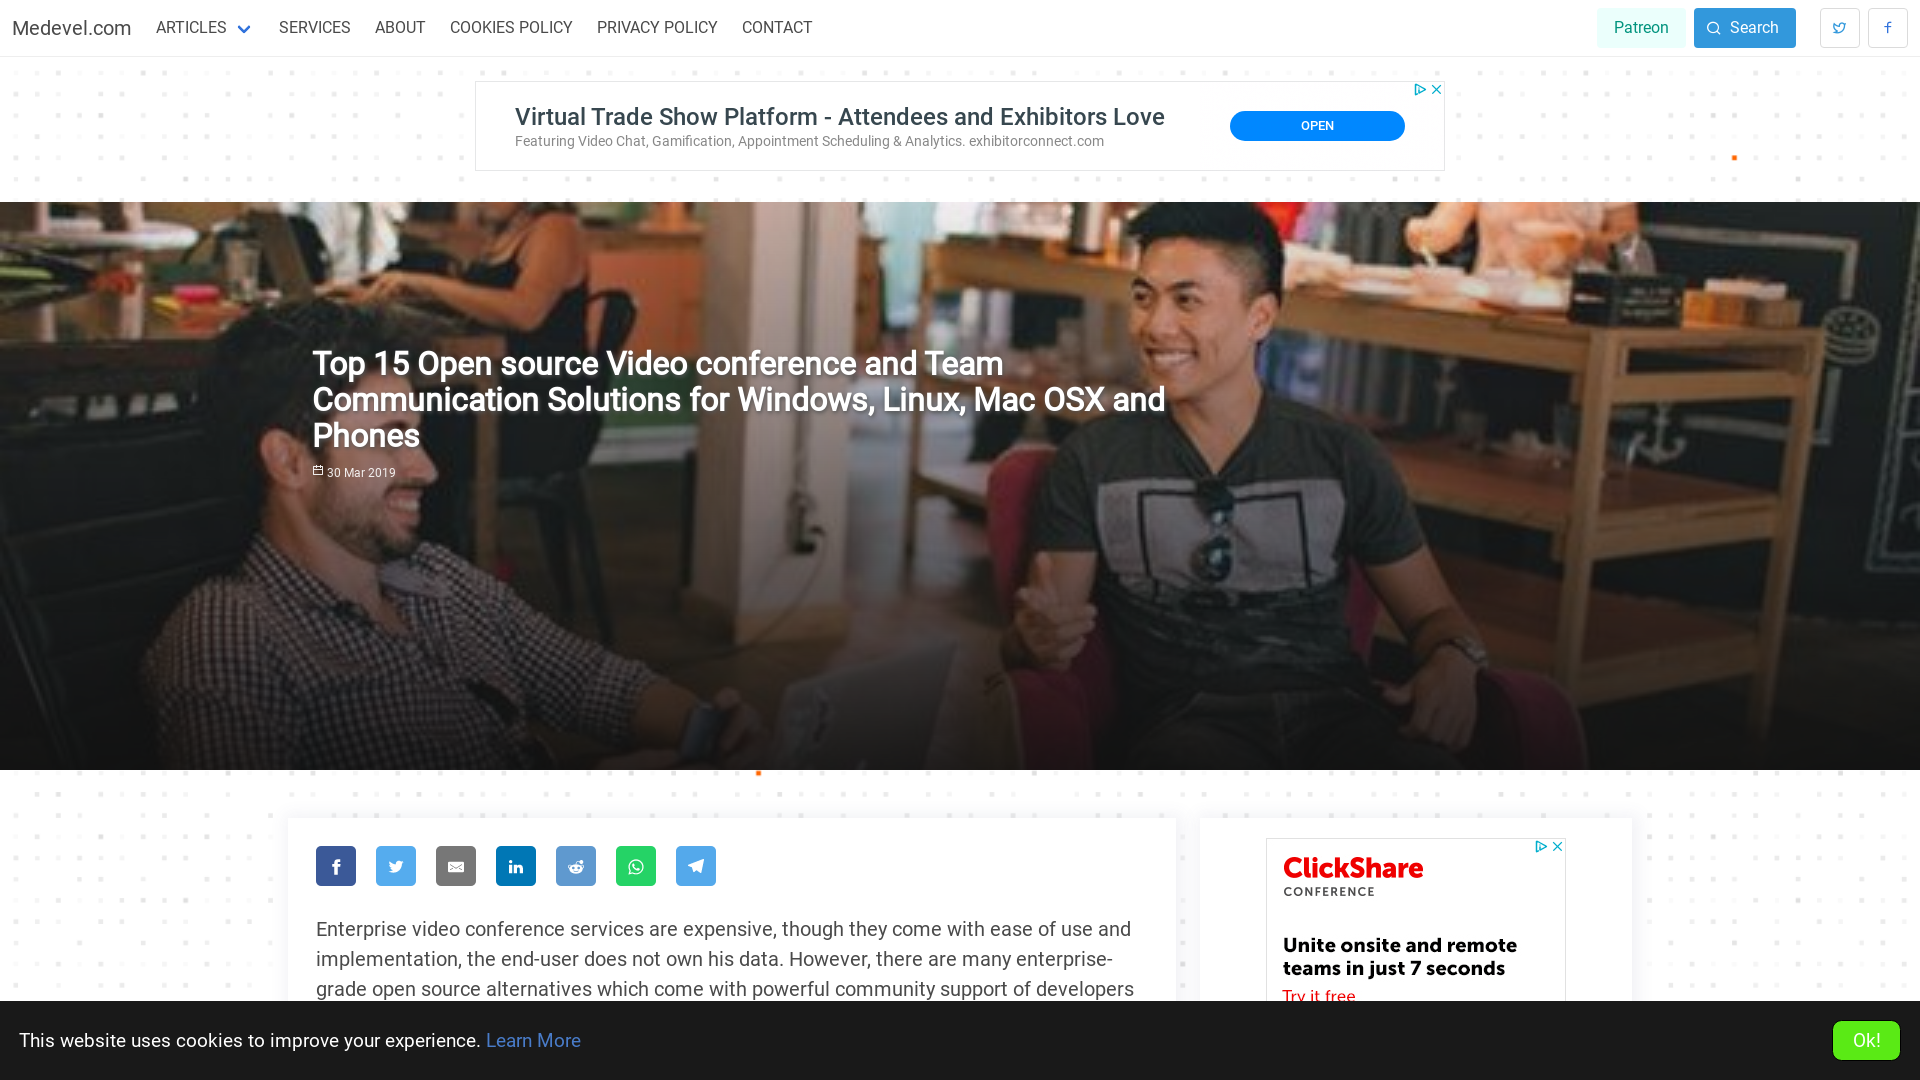 Medevel.com ARTICLES SERVICES ABOUT COOKIES POLICY PRIVACY POLICY CONTACT Patreon Search
Virtual Trade Show Platform - Attendees and Exhibitors Love
Featuring Video Chat, Gamification, Appointment Scheduling & Analytics. exhibitorconnect.com
OPEN
Top 15 Open source Video conference and Team
Communication Solutions for Windows, Linux, Mac OSX and
Phones
30 Mar 2019
Enterprise video conference services are expensive, though they come with ease of use and
implementation, the end-user does not own his data. However, there are many enterprise-
grade open source alternatives which come with powerful community support of developers
ClickShare
CONFERENCE
Unite onsite and remote
teams in just 7 seconds
Try it free
This website uses cookies to improve your experience. Learn More
Ok!